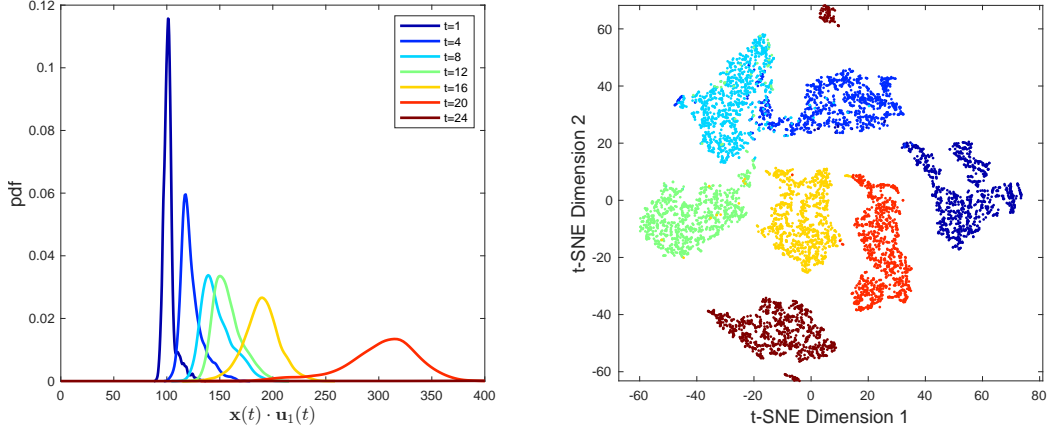 0.12
0.1
0.08
0.06
0.04
0.02
0
pdf
0 50 100 150 200 250 300 350 400
x(t) · u₁(t)
t=1
t=4
t=8
t=12
t=16
t=20
t=24
60
40
20
0
-20
-40
-60
t-SNE Dimension 2
-60 -40 -20 0 20 40 60 80
t-SNE Dimension 1